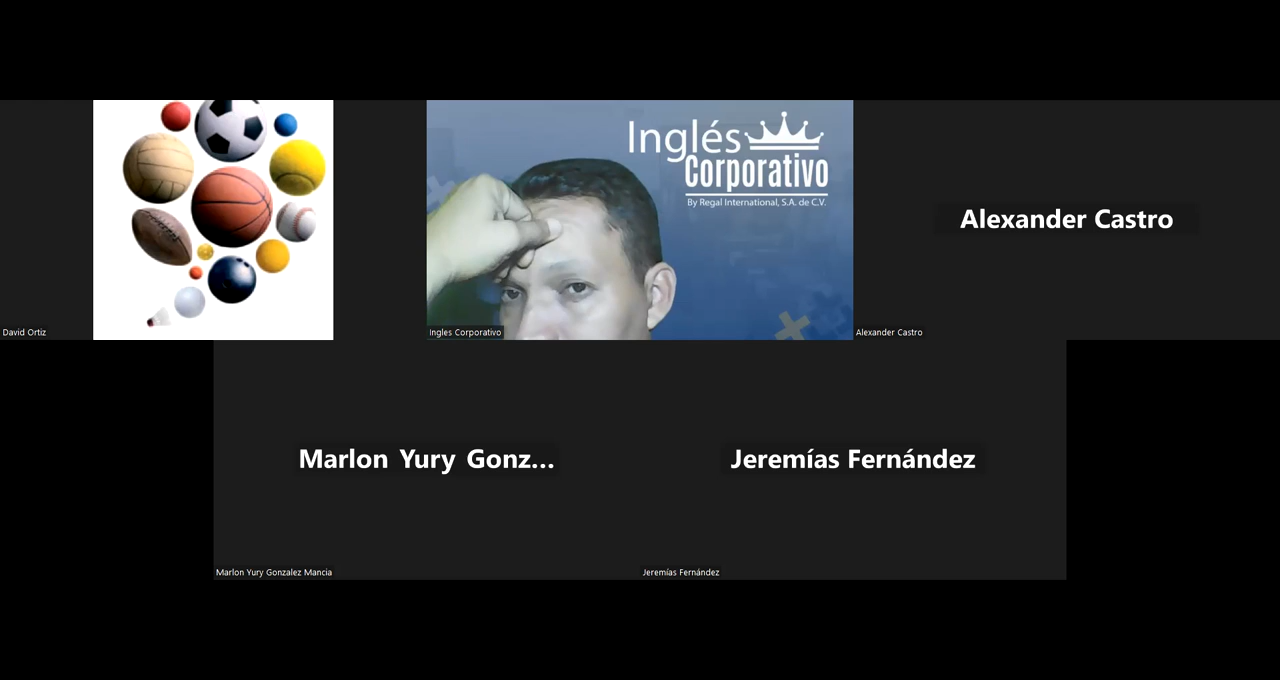 Inglés
Corporativo
By Regal International, S.A. de C.V.
Alexander Castro
David Ortiz
Ingles Corporativo
Alexander Castro
Marlon Yury Gonz...
Jeremías Fernández
Marlon Yury Gonzalez Mancia
Jeremías Fernández